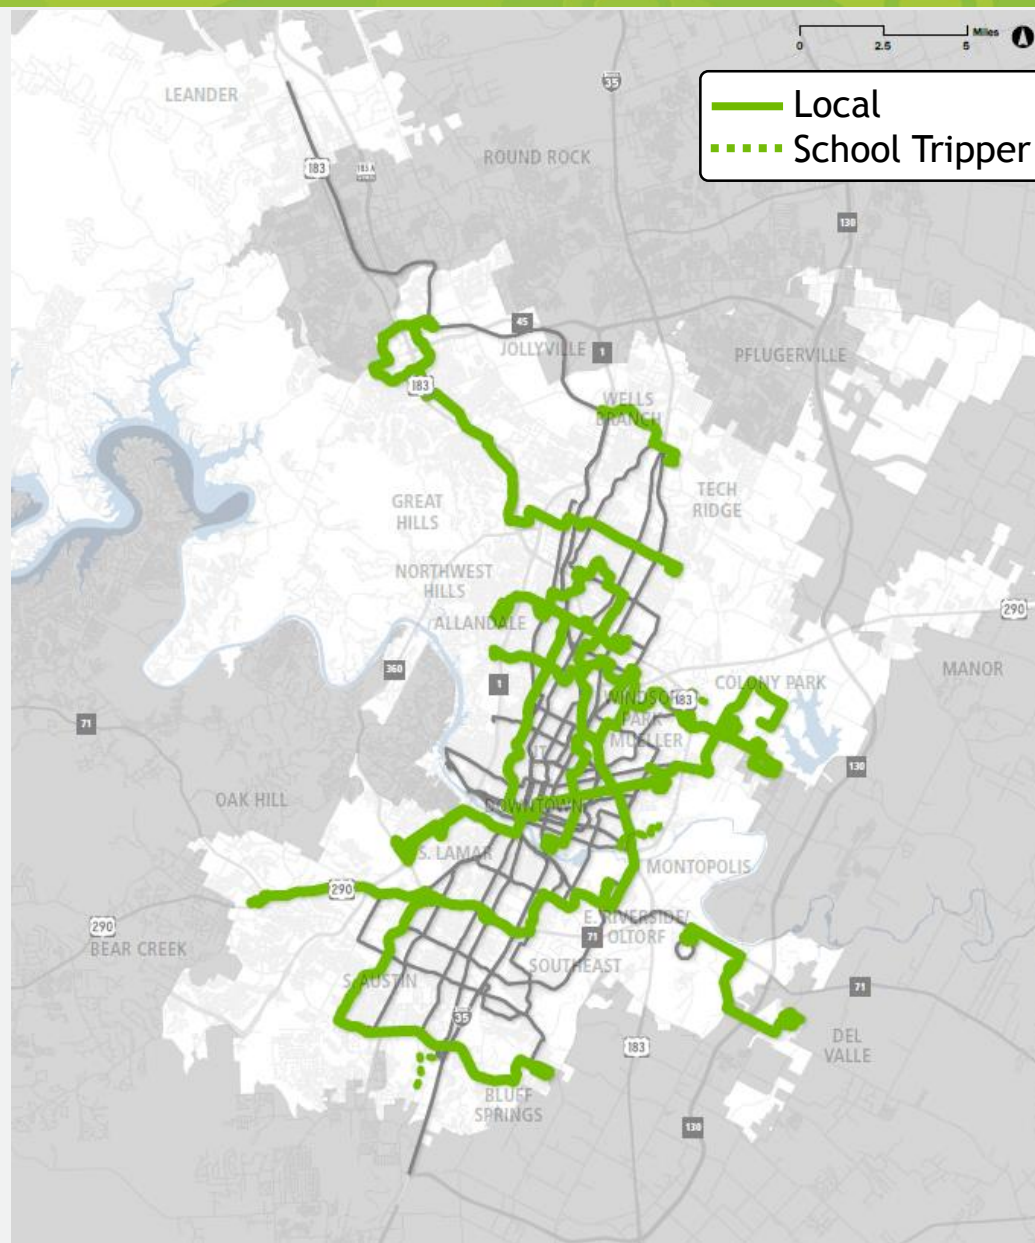 Miles
0 2.5 5
Local
School Tripper
LEANDER
35
ROUND ROCK
183
183 A
130
45
JOLLYVILLE
1
PFLUGERVILLE
183
WELLS
BRANCH
GREAT
HILLS
TECH
RIDGE
NORTHWEST
HILLS
290
ALLANDALE
360
1
183
COLONY PARK
MANOR
WINDSOR
PARK
MUELLER
71
130
OAK HILL
DOWNTOWN
S. LAMAR
MONTOPOLIS
290
290
BEAR CREEK
E. RIVERSIDE/
OLTORF
71
SOUTHEAST
S. AUSTIN
71
35
183
DEL
VALLE
BLUFF
SPRINGS
130